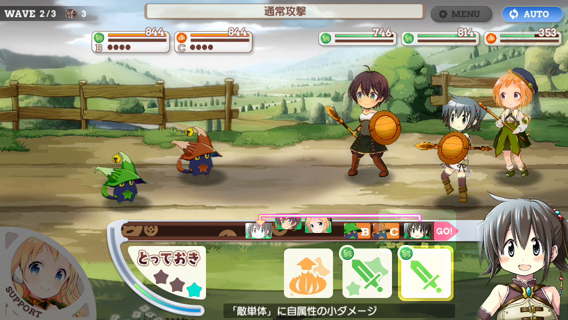 WAVE 2/3 3
通常攻撃
MENU
AUTO
B 844
C 844
746
814
353
B
C
GO!
とっておき
SUPPORT
「敵単体」に自属性の小ダメージ